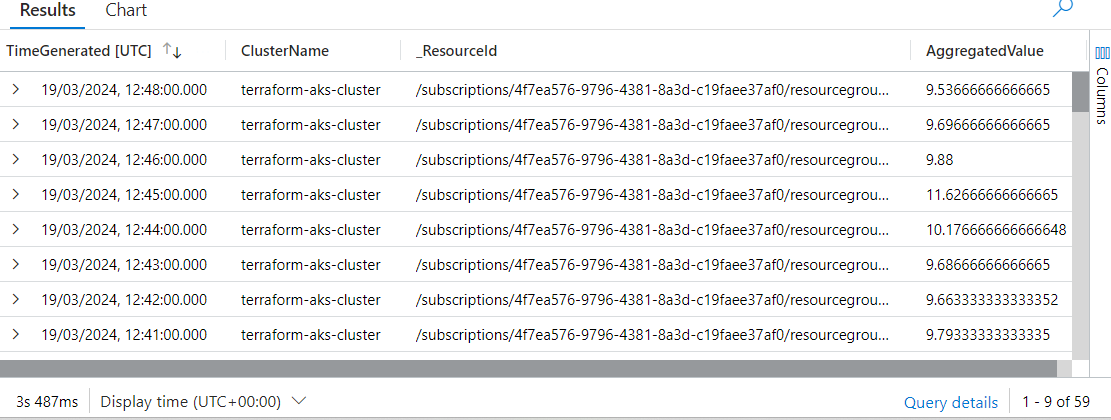 Results Chart
TimeGenerated [UTC] ↑↓ ClusterName _ResourceId AggregatedValue
Columns
19/03/2024, 12:48:00.000 terraform-aks-cluster /subscriptions/4f7ea576-9796-4381-8a3d-c19faee37af0/resourcegrou... 9.53666666666665
19/03/2024, 12:47:00.000 terraform-aks-cluster /subscriptions/4f7ea576-9796-4381-8a3d-c19faee37af0/resourcegrou... 9.69666666666665
19/03/2024, 12:46:00.000 terraform-aks-cluster /subscriptions/4f7ea576-9796-4381-8a3d-c19faee37af0/resourcegrou... 9.88
19/03/2024, 12:45:00.000 terraform-aks-cluster /subscriptions/4f7ea576-9796-4381-8a3d-c19faee37af0/resourcegrou... 11.62666666666665
19/03/2024, 12:44:00.000 terraform-aks-cluster /subscriptions/4f7ea576-9796-4381-8a3d-c19faee37af0/resourcegrou... 10.176666666666648
19/03/2024, 12:43:00.000 terraform-aks-cluster /subscriptions/4f7ea576-9796-4381-8a3d-c19faee37af0/resourcegrou... 9.68666666666665
19/03/2024, 12:42:00.000 terraform-aks-cluster /subscriptions/4f7ea576-9796-4381-8a3d-c19faee37af0/resourcegrou... 9.663333333333352
19/03/2024, 12:41:00.000 terraform-aks-cluster /subscriptions/4f7ea576-9796-4381-8a3d-c19faee37af0/resourcegrou... 9.79333333333335
3s 487ms Display time (UTC+00:00) Query details 1 - 9 of 59